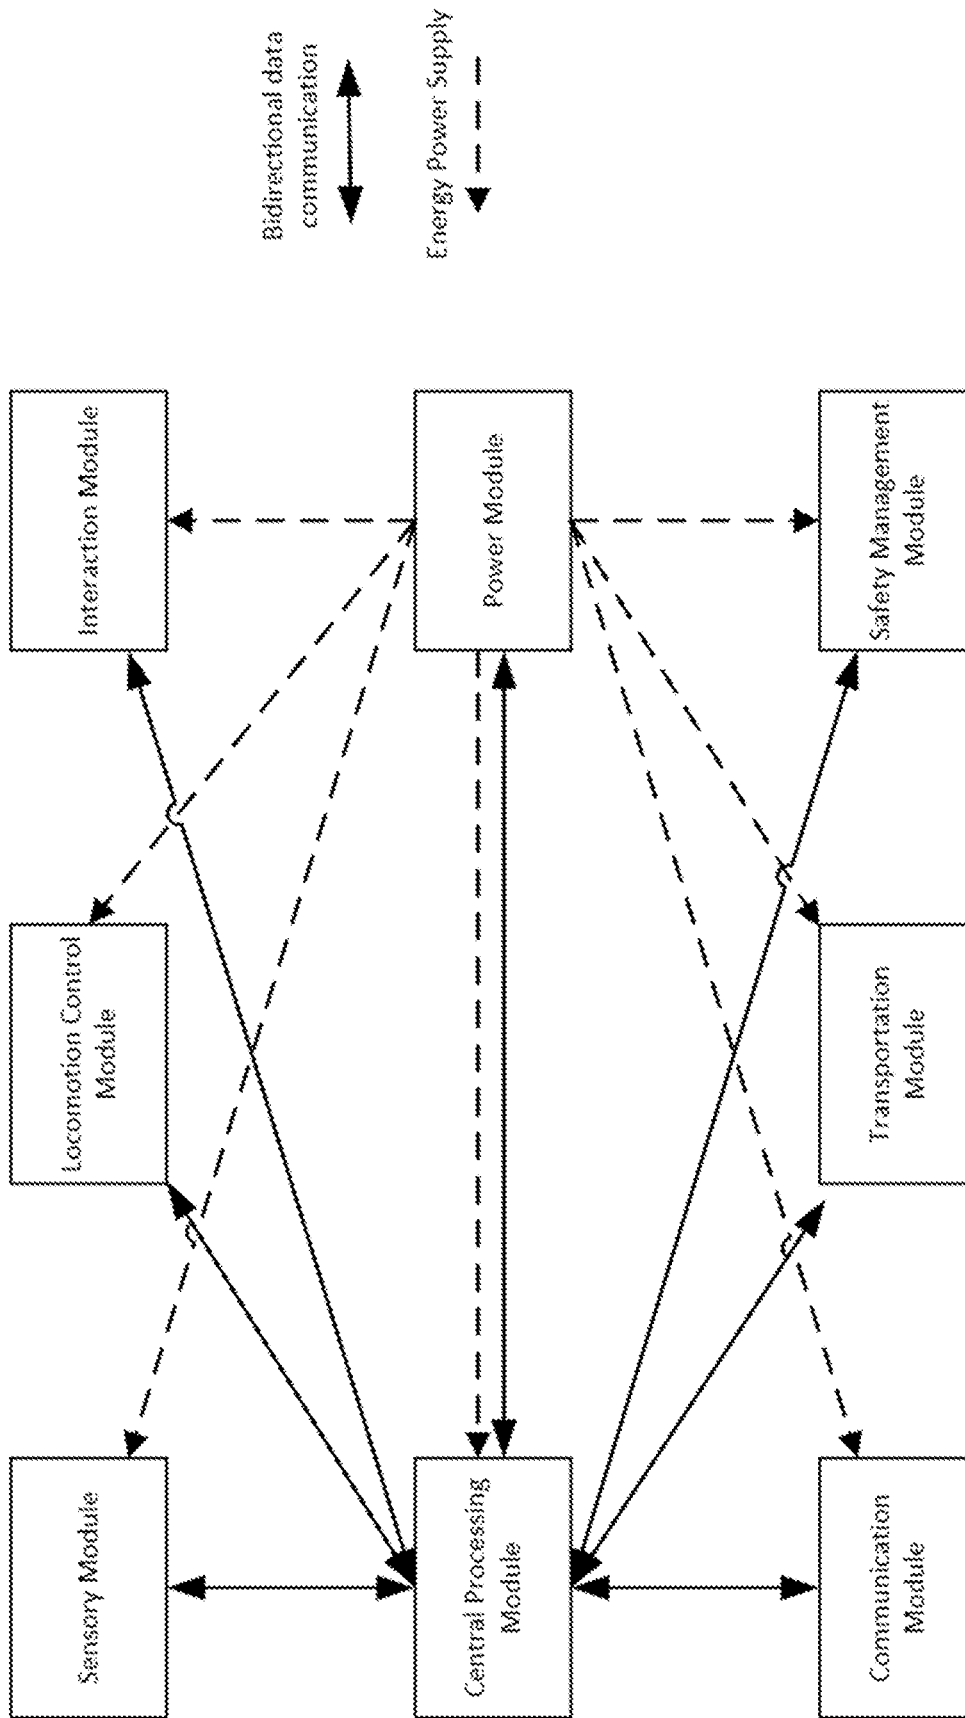 Sensory Module
Locomotion Control
Module
Interaction Module
Bidirectional data
communication
Energy Power Supply
Central Processing
Module
Power Module
Communication
Module
Transportation
Module
Safety Management
Module